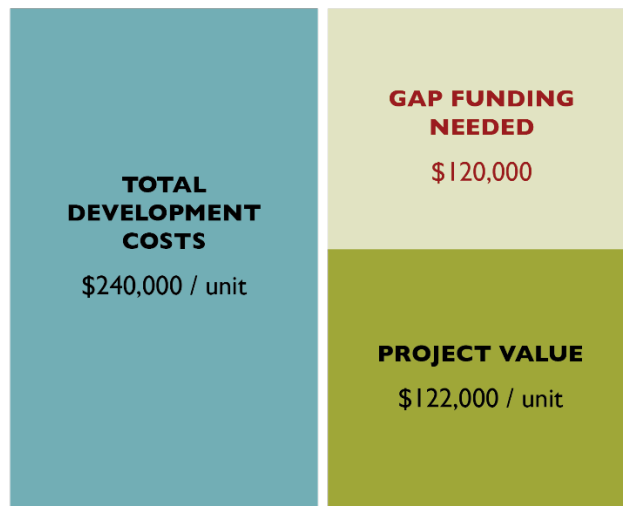 TOTAL
DEVELOPMENT
COSTS
$240,000 / unit
GAP FUNDING
NEEDED
$120,000
PROJECT VALUE
$122,000 / unit